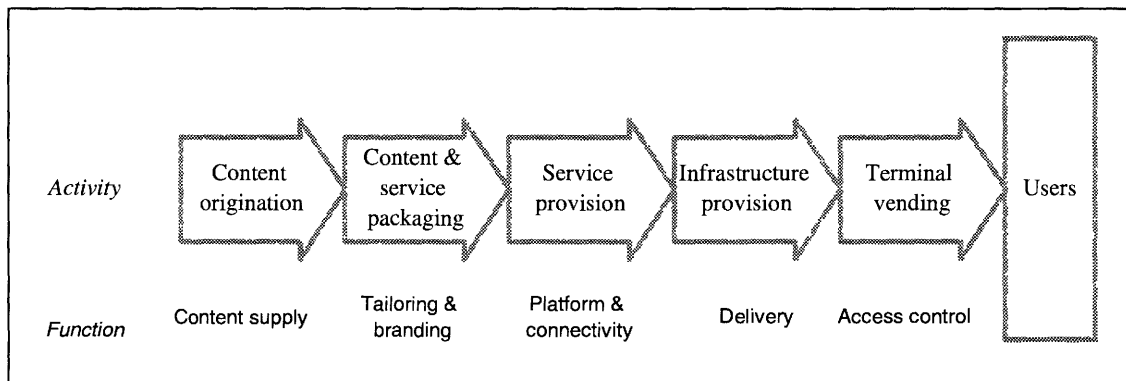 Activity
Content
origination
Content &
service
packaging
Service
provision
Infrastructure
provision
Terminal
vending
Users
Function
Content supply
Tailoring &
branding
Platform &
connectivity
Delivery
Access control